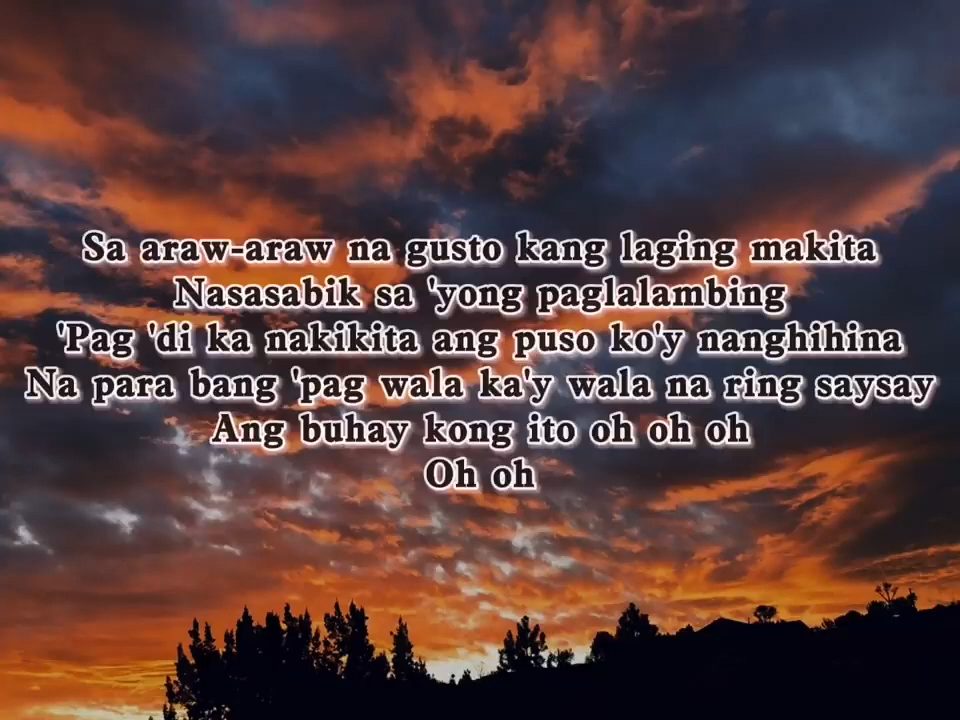 Sa araw-araw na gusto kang laging makita
Nasasabik sa 'yong paglalambing
'Pag 'di ka nakikita ang puso ko'y nanghihina
Na para bang 'pag wala ka'y wala na ring saysay
Ang buhay kong ito oh oh oh
Oh oh